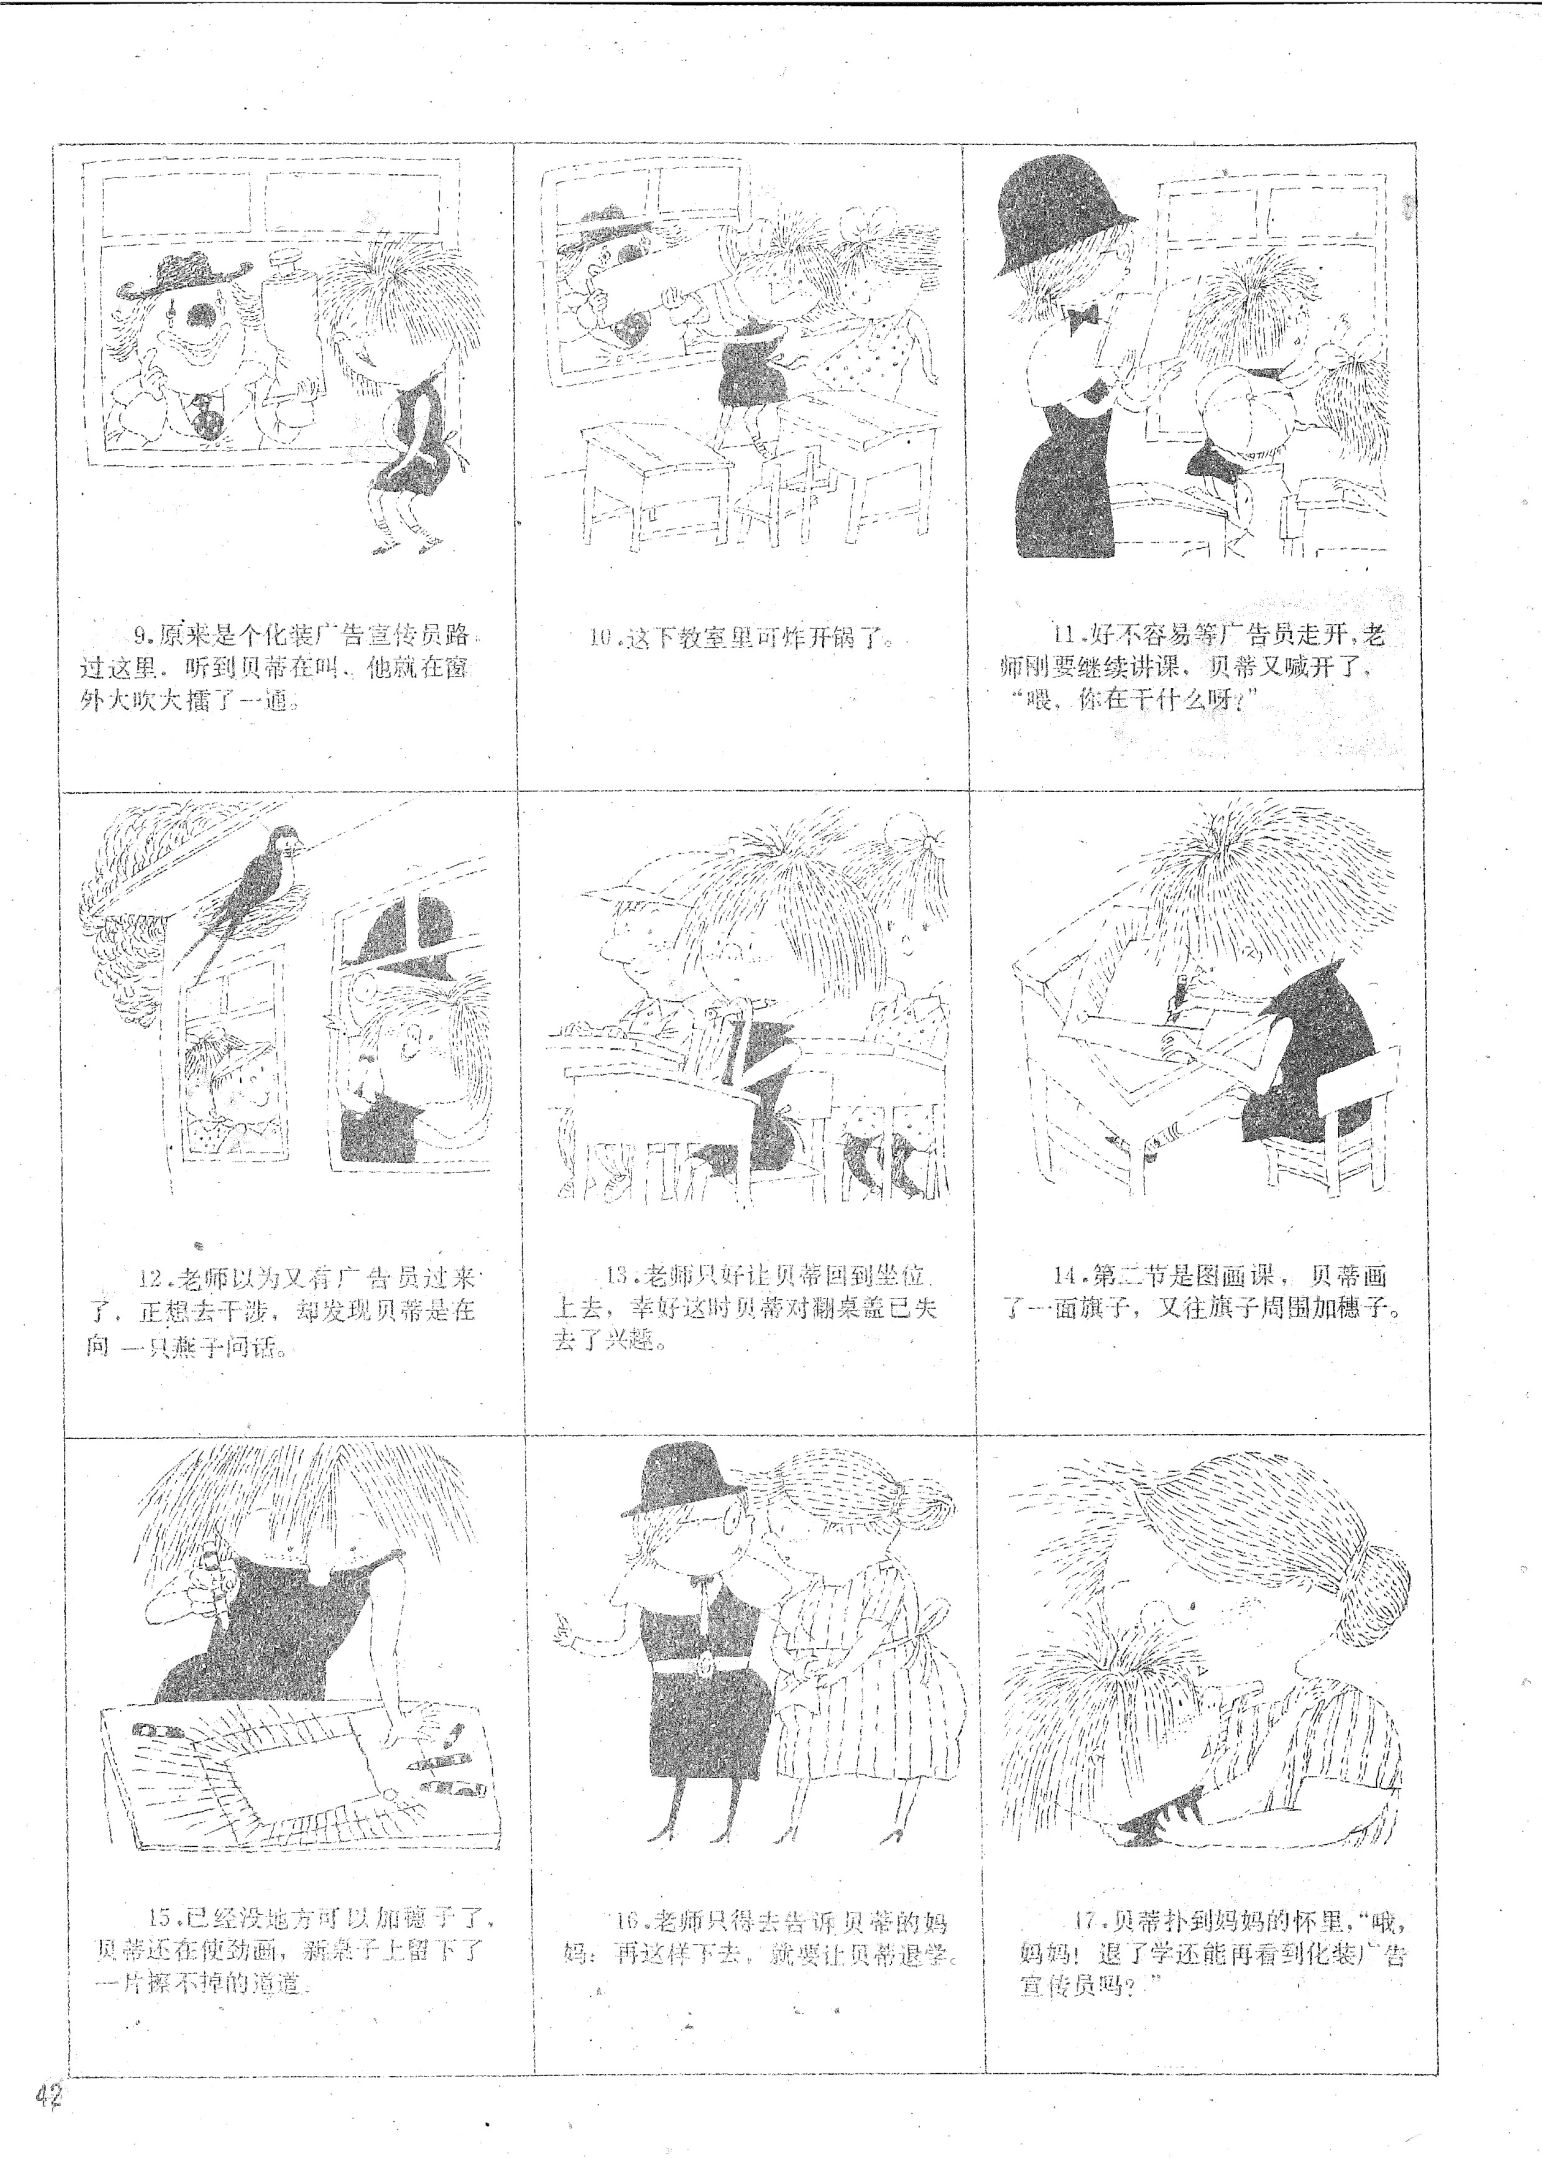 9.原来是个化装广告宣传员路
过这里。听到贝蒂在叫、他就在窗
外大吹大擂了一通。
10.这下教室里可炸开锅了。
11.好不容易等广告员走开,老
师刚要继续讲课，贝蒂又喊开了，
“喂，你在干什么呀?”
12.老师以为又有广告员过来
了，正想去干涉，却发现贝蒂是在
向一只燕子问话。
13.老师只好让贝蒂回到坐位
上去，幸好这时贝蒂对翻桌盖已失
去了兴趣。
14.第二节是图画课，贝蒂画
了一面旗子，又往旗子周围加穗子。
15.已经没地方可以加穗子了，
贝蒂还在使劲画，新桌子上留下了
一片擦不掉的道道。
16.老师只得去告诉贝蒂的妈
妈：再这样下去，就要让贝蒂退学。
17.贝蒂扑到妈妈的怀里,“哦,
妈妈！退了学还能再看到化装广告
宣传员吗？”
42